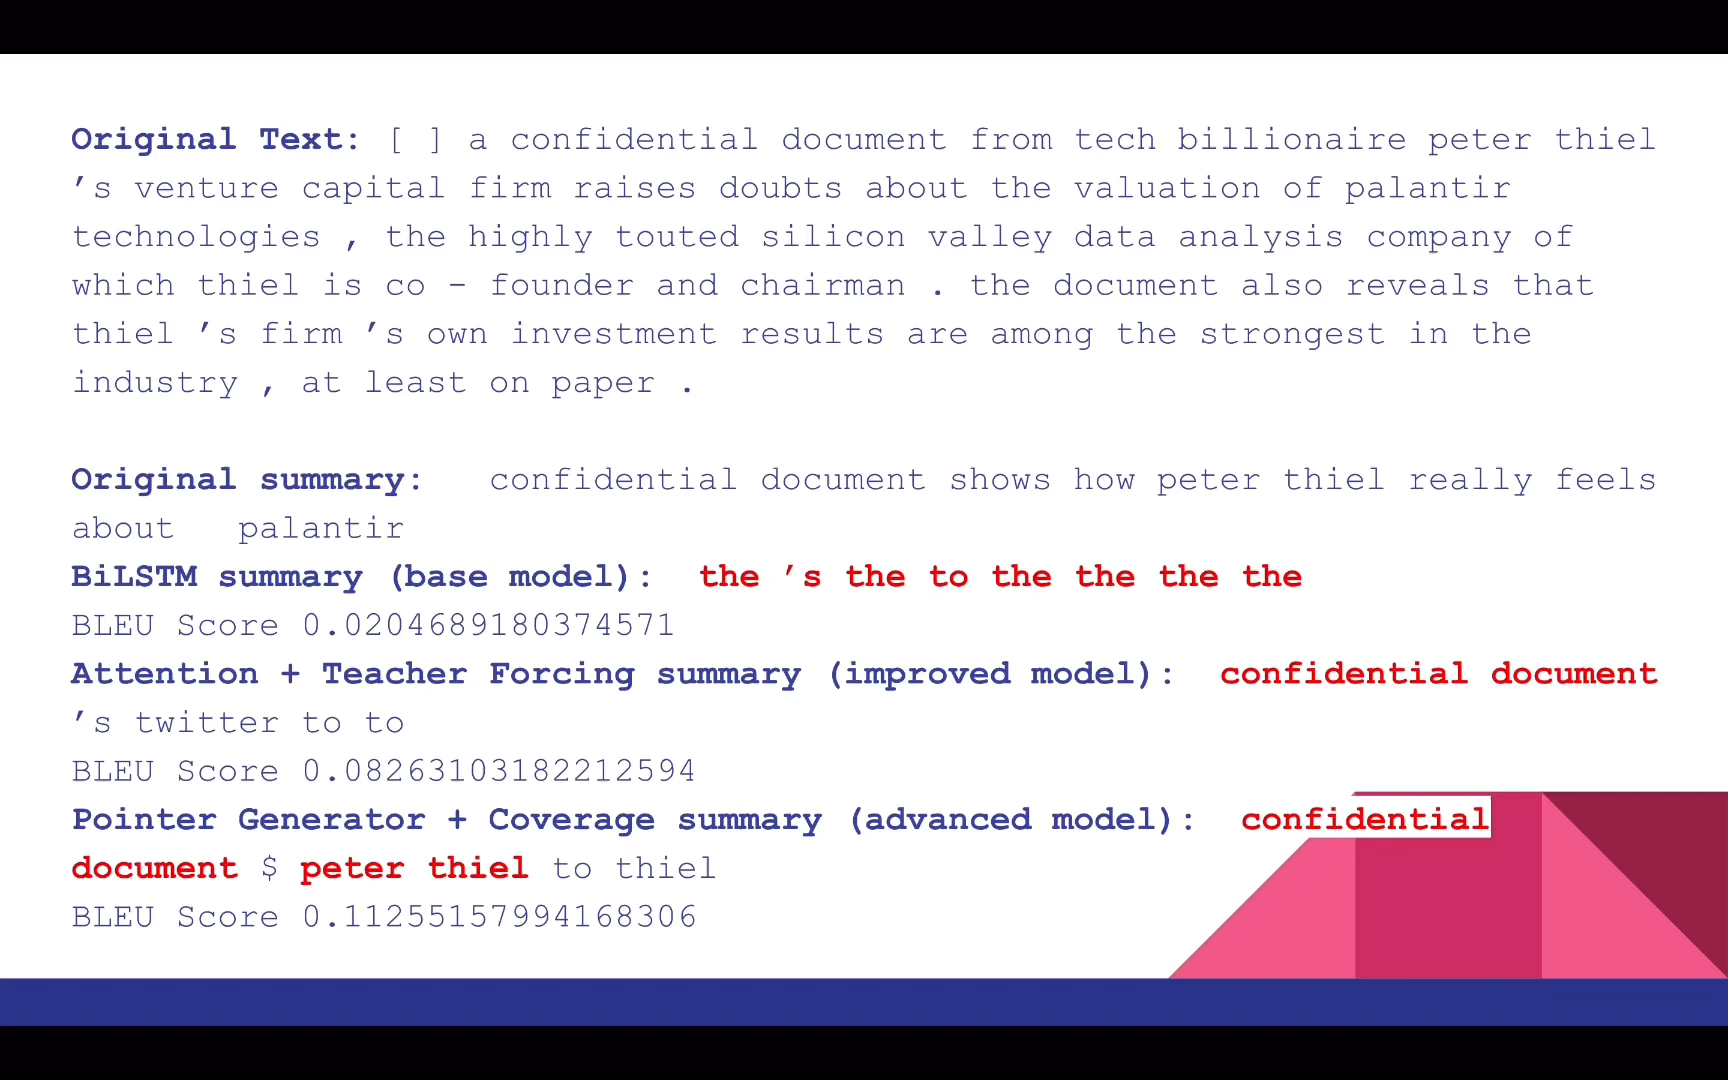 Original Text: [ ] a confidential document from tech billionaire peter thiel
’s venture capital firm raises doubts about the valuation of palantir
technologies , the highly touted silicon valley data analysis company of
which thiel is co – founder and chairman . the document also reveals that
thiel ’s firm ’s own investment results are among the strongest in the
industry , at least on paper .
Original summary: confidential document shows how peter thiel really feels
about palantir
BiLSTM summary (base model): the ’s the to the the the the
BLEU Score 0.0204689180374571
Attention + Teacher Forcing summary (improved model): confidential document
’s twitter to to
BLEU Score 0.08263103182212594
Pointer Generator + Coverage summary (advanced model): confidential
document $ peter thiel to thiel
BLEU Score 0.11255157994168306